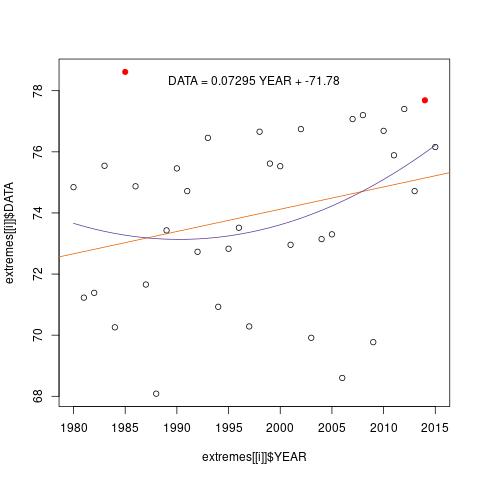 DATA = 0.07295 YEAR + -71.78
extremes[[i]]$DATA
78
76
74
72
70
68
1980 1985 1990 1995 2000 2005 2010 2015
extremes[[i]]$YEAR